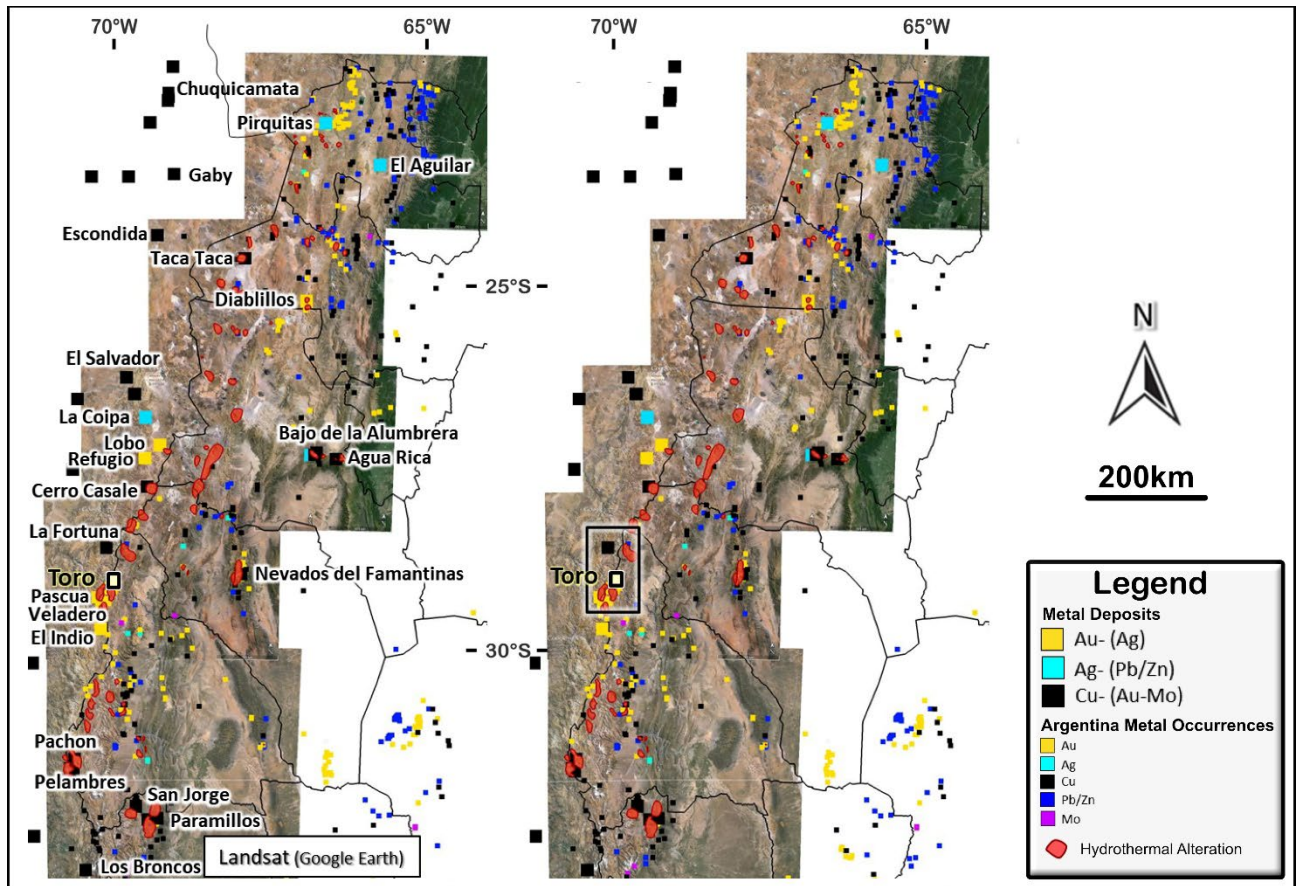 70°W
65°W
70°W
65°W
Chuquicamata
Pirquitas
El Aguilar
Gaby
Escondida
Taca Taca
25°S
Diablillos
El Salvador
La Coipa
Lobo
Refugio
Bajo de la Alumbrera
Agua Rica
Cerro Casale
La Fortuna
Toro
Nevados del Famantinas
Pascua
Veladero
El Indio
30°S
Pachon
Pelambres
San Jorge
Paramillos
Los Broncos
Landsat (Google Earth)
Toro
N
200km
Legend
Metal Deposits
Au- (Ag)
Ag- (Pb/Zn)
Cu- (Au-Mo)
Argentina Metal Occurrences
Au
Ag
Cu
Pb/Zn
Mo
Hydrothermal Alteration